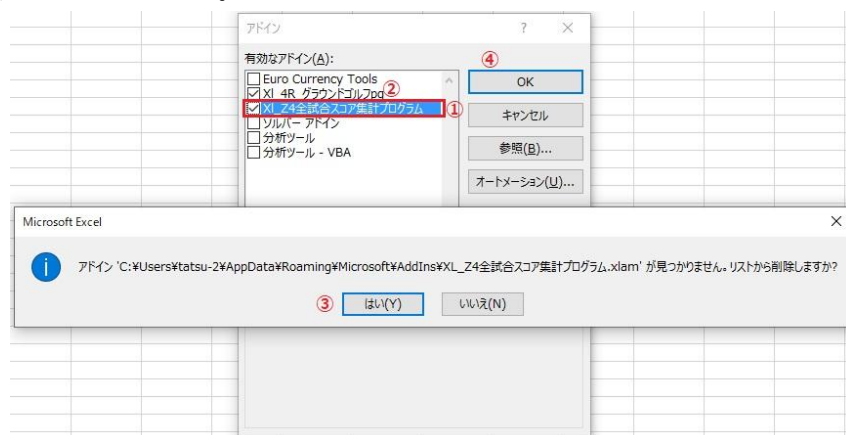 アドイン
有効なアドイン(A):
④
Euro Currency Tools
Xl_4R_グラウンドゴルフpg②
Xl_Z4全試合スコア集計プログラム ①
ソルバー アドイン
分析ツール
分析ツール - VBA
OK
キャンセル
参照(B)...
オートメーション(U)...
Microsoft Excel
アドイン 'C:¥Users¥tatsu-2¥AppData¥Roaming¥Microsoft¥AddIns¥XL_Z4全試合スコア集計プログラム.xlam' が見つかりません。リストから削除しますか?
③ はい(Y) いいえ(N)